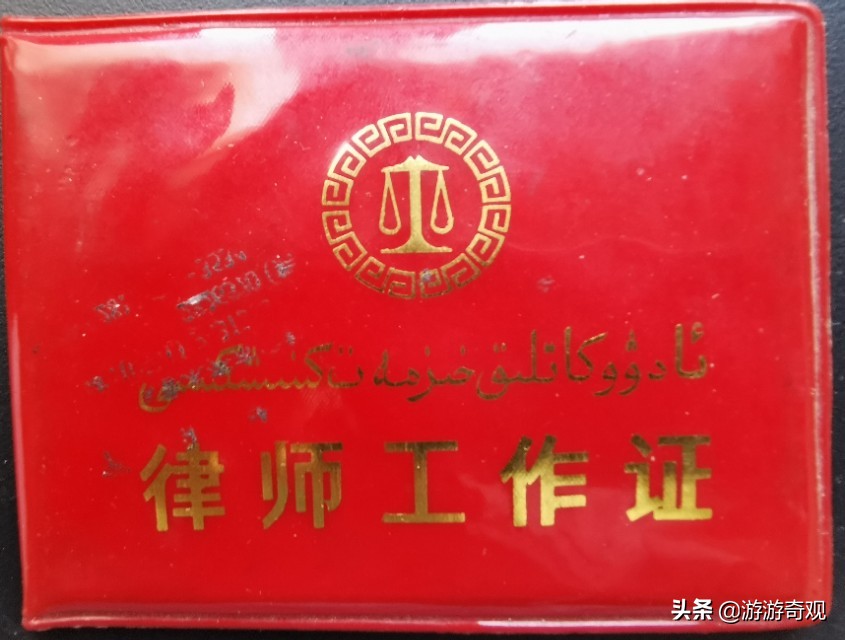 ئادۋوكاتلىق خىزمەت كىنىشكىسى
律师工作证
头条 @游游奇观